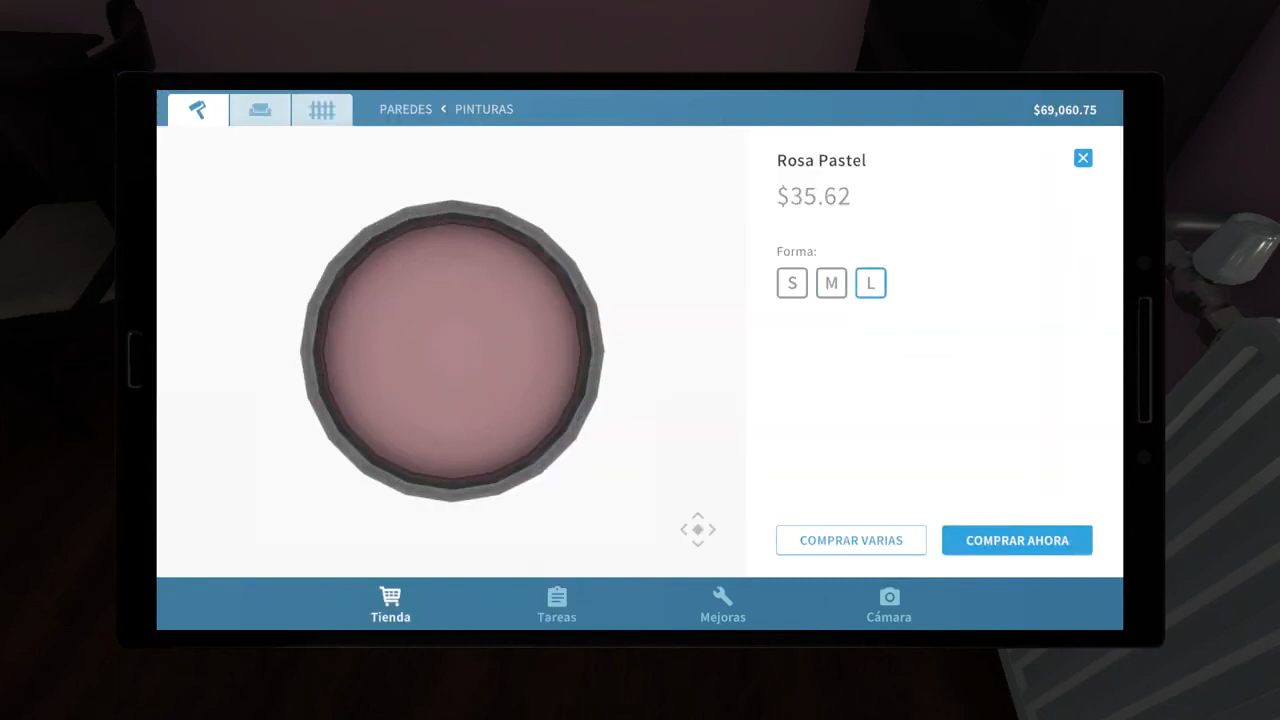 PAREDES < PINTURAS
$69,060.75
Rosa Pastel
$35.62
Forma:
S M L
COMPRAR VARIAS
COMPRAR AHORA
Tienda
Tareas
Mejoras
Cámara